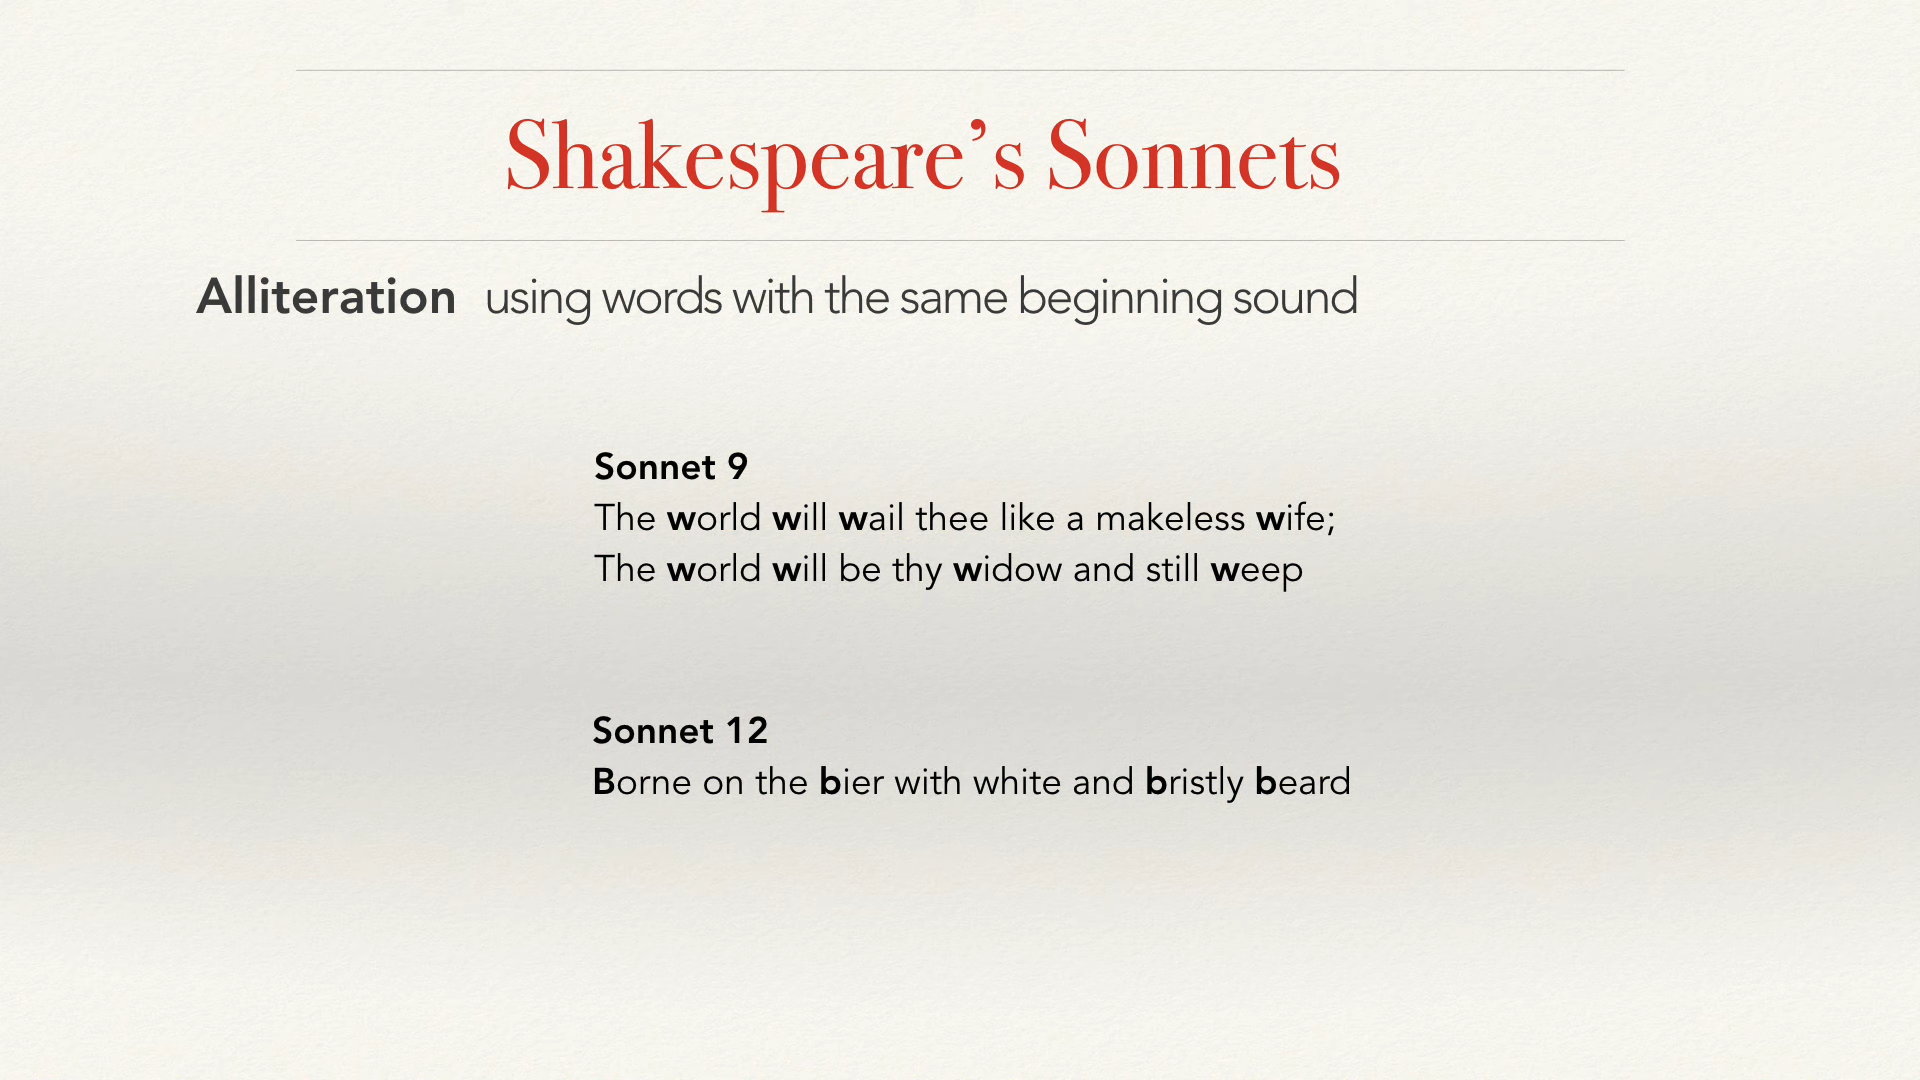 Shakespeare’s Sonnets
Alliteration using words with the same beginning sound
Sonnet 9
The world will wail thee like a makeless wife;
The world will be thy widow and still weep
Sonnet 12
Borne on the bier with white and bristly beard